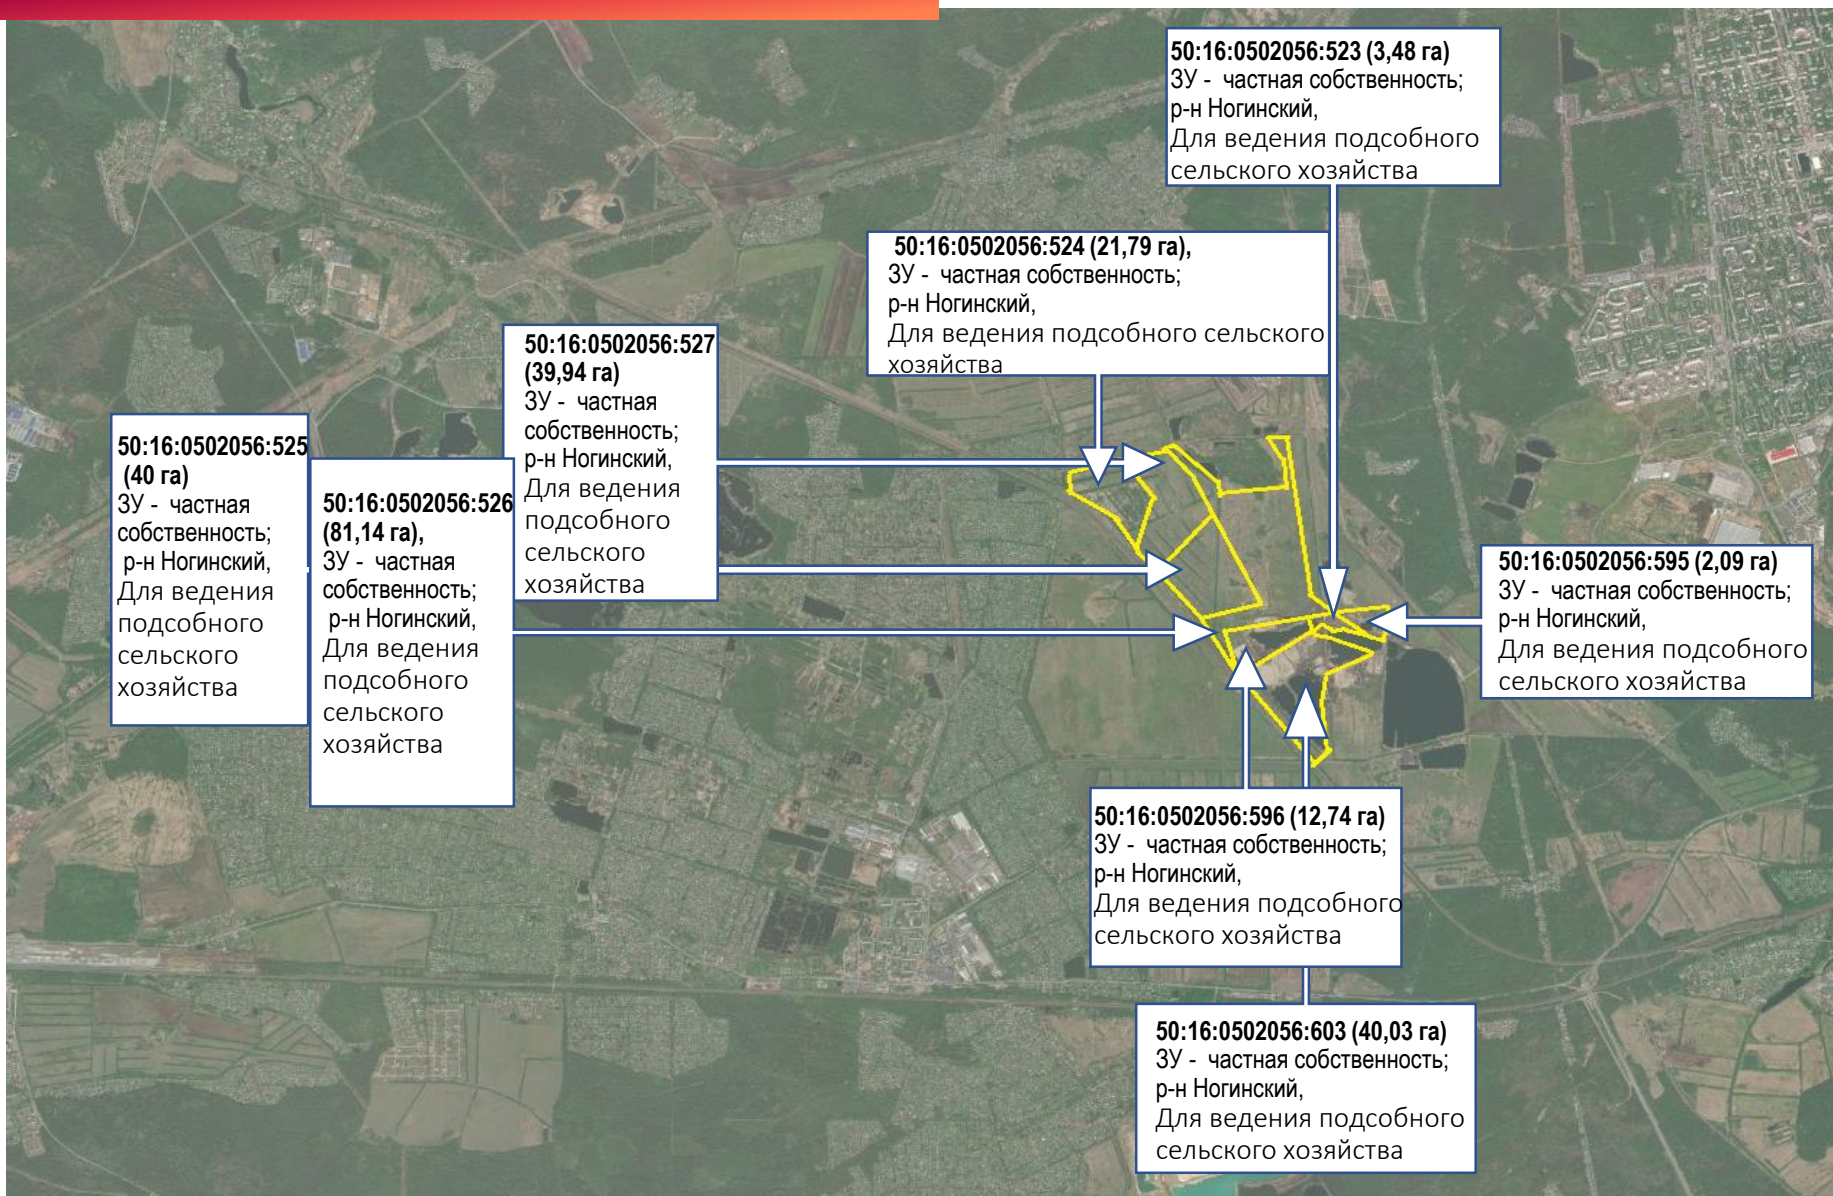 50:16:0502056:523 (3,48 га)
ЗУ - частная собственность;
р-н Ногинский,
Для ведения подсобного
сельского хозяйства
50:16:0502056:524 (21,79 га),
ЗУ - частная собственность;
р-н Ногинский,
Для ведения подсобного сельского
хозяйства
50:16:0502056:527
(39,94 га)
ЗУ - частная
собственность;
р-н Ногинский,
Для ведения
подсобного
сельского
хозяйства
50:16:0502056:525
(40 га)
ЗУ - частная
собственность;
р-н Ногинский,
Для ведения
подсобного
сельского
хозяйства
50:16:0502056:526
(81,14 га),
ЗУ - частная
собственность;
р-н Ногинский,
Для ведения
подсобного
сельского
хозяйства
50:16:0502056:595 (2,09 га)
ЗУ - частная собственность;
р-н Ногинский,
Для ведения подсобного
сельского хозяйства
50:16:0502056:596 (12,74 га)
ЗУ - частная собственность;
р-н Ногинский,
Для ведения подсобного
сельского хозяйства
50:16:0502056:603 (40,03 га)
ЗУ - частная собственность;
р-н Ногинский,
Для ведения подсобного
сельского хозяйства